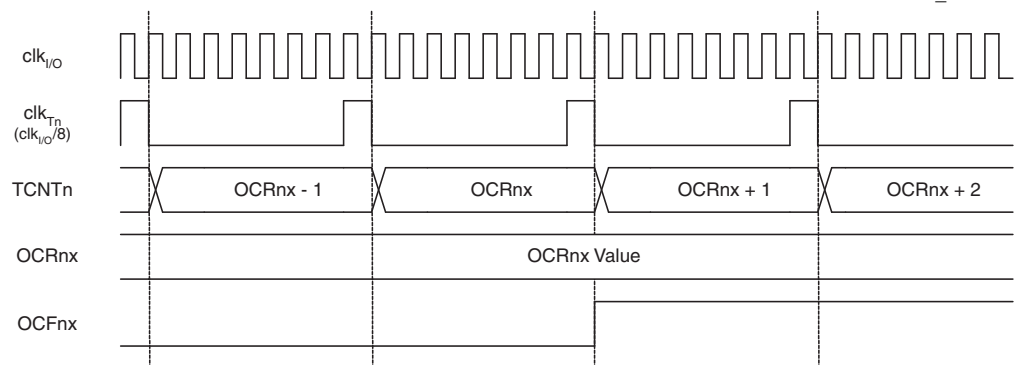 clkI/O
clkTn
(clkI/O/8)
TCNTn
OCRnx - 1
OCRnx
OCRnx + 1
OCRnx + 2
OCRnx
OCRnx Value
OCFnx